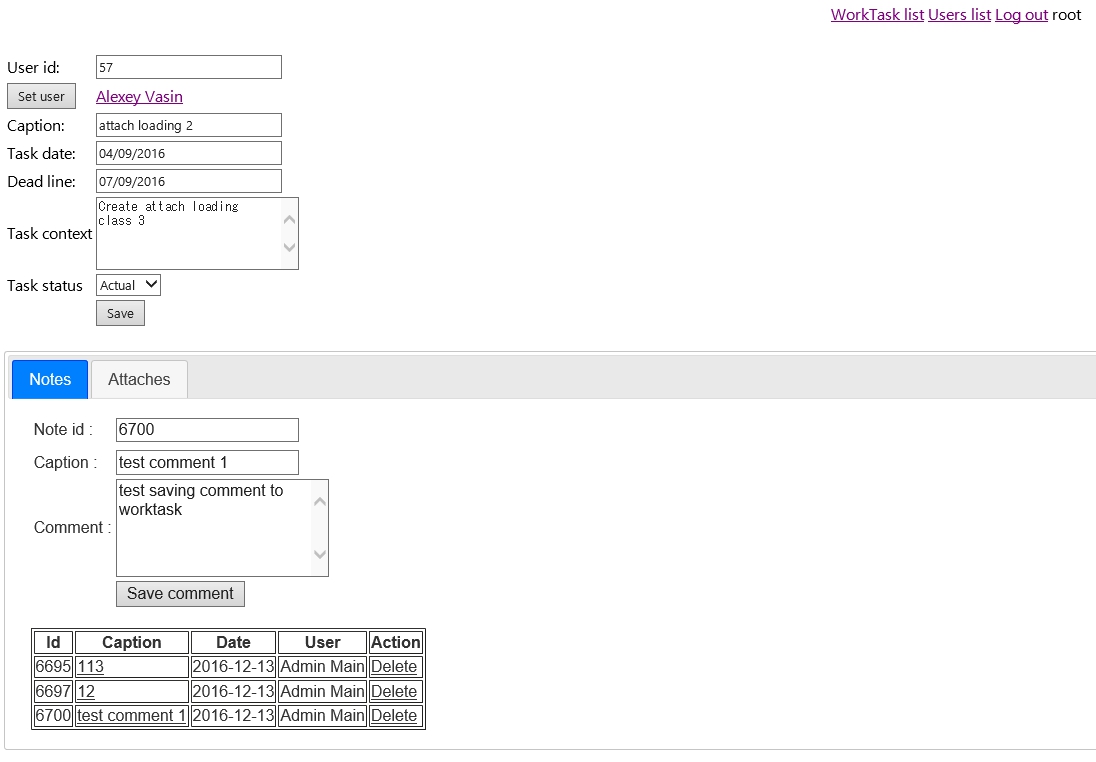 WorkTask list Users list Log out root
User id: 57
Set user Alexey Vasin
Caption: attach loading 2
Task date: 04/09/2016
Dead line: 07/09/2016
Task context Create attach loading
class 3
Task status Actual
Save
Notes Attaches
Note id : 6700
Caption : test comment 1
Comment : test saving comment to
worktask
Save comment
Id Caption Date User Action
6695 113 2016-12-13 Admin Main Delete
6697 12 2016-12-13 Admin Main Delete
6700 test comment 1 2016-12-13 Admin Main Delete